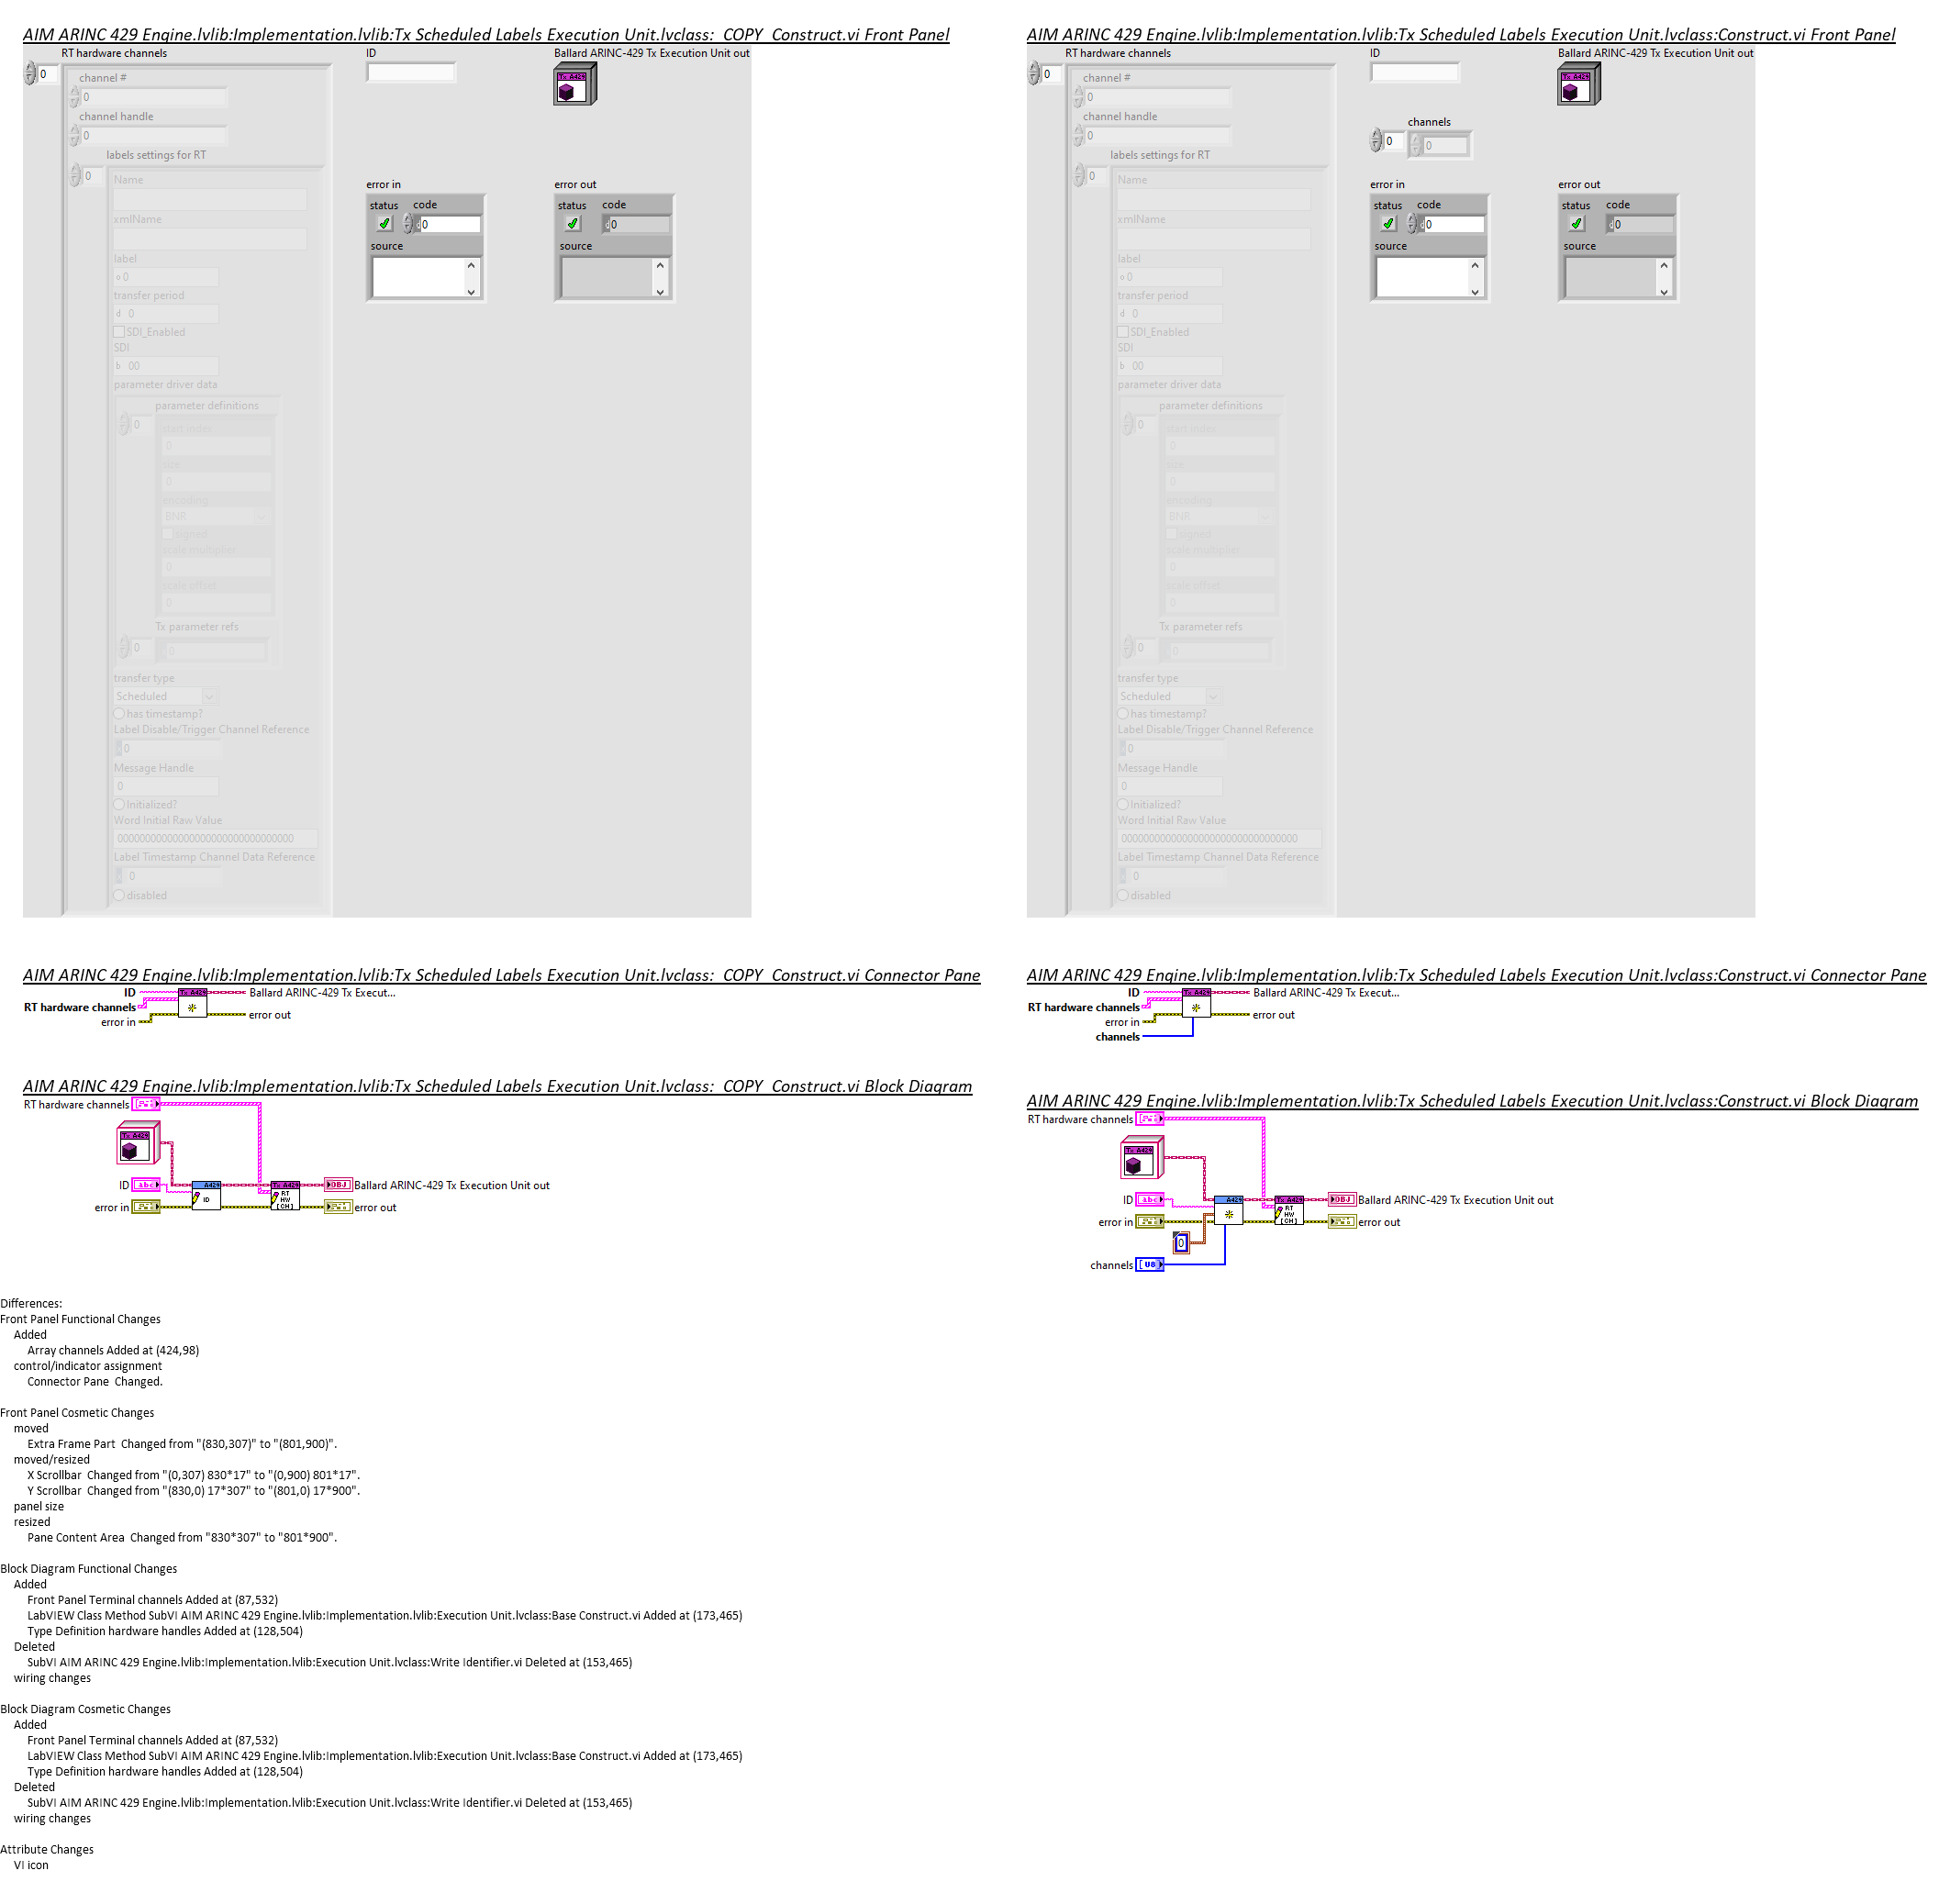 AIM ARINC 429 Engine.lvlib:Implementation.lvlib:Tx Scheduled Labels Execution Unit.lvclass:_COPY_Construct.vi Front Panel
RT hardware channels
ID
Ballard ARINC-429 Tx Execution Unit out
0
channel #
0
channel handle
0
labels settings for RT
0
Name
xmlName
label
o 0
transfer period
d 0
SDI_Enabled
SDI
b 00
parameter driver data
parameter definitions
0
start index
0
size
0
encoding
BNR
signed
scale multiplier
0
scale offset
0
Tx parameter refs
0
0
transfer type
Scheduled
has timestamp?
Label Disable/Trigger Channel Reference
0
Message Handle
0
Initialized?
Word Initial Raw Value
00000000000000000000000000000000
Label Timestamp Channel Data Reference
x 0
disabled
Tx A429
error in
status code
d 0
source
error out
status code
d 0
source
AIM ARINC 429 Engine.lvlib:Implementation.lvlib:Tx Scheduled Labels Execution Unit.lvclass:Construct.vi Front Panel
RT hardware channels
ID
Ballard ARINC-429 Tx Execution Unit out
0
channel #
0
channel handle
0
labels settings for RT
0
Name
xmlName
label
o 0
transfer period
d 0
SDI_Enabled
SDI
b 00
parameter driver data
parameter definitions
0
start index
0
size
0
encoding
BNR
signed
scale multiplier
0
scale offset
0
Tx parameter refs
0
0
transfer type
Scheduled
has timestamp?
Label Disable/Trigger Channel Reference
0
Message Handle
0
Initialized?
Word Initial Raw Value
00000000000000000000000000000000
Label Timestamp Channel Data Reference
x 0
disabled
Tx A429
channels
0
0
error in
status code
d 0
source
error out
status code
d 0
source
AIM ARINC 429 Engine.lvlib:Implementation.lvlib:Tx Scheduled Labels Execution Unit.lvclass:_COPY_Construct.vi Connector Pane
ID
Tx A429
Ballard ARINC-429 Tx Execut...
RT hardware channels
error in
error out
AIM ARINC 429 Engine.lvlib:Implementation.lvlib:Tx Scheduled Labels Execution Unit.lvclass:Construct.vi Connector Pane
ID
Tx A429
Ballard ARINC-429 Tx Execut...
RT hardware channels
error in
error out
channels
AIM ARINC 429 Engine.lvlib:Implementation.lvlib:Tx Scheduled Labels Execution Unit.lvclass:_COPY_Construct.vi Block Diagram
RT hardware channels
Tx A429
ID
abc
A429
ID
Tx A429
RT
HW
[CH]
OBJ
Ballard ARINC-429 Tx Execution Unit out
error in
error out
AIM ARINC 429 Engine.lvlib:Implementation.lvlib:Tx Scheduled Labels Execution Unit.lvclass:Construct.vi Block Diagram
RT hardware channels
Tx A429
ID
abc
A429
Tx A429
RT
HW
[CH]
OBJ
Ballard ARINC-429 Tx Execution Unit out
error in
error out
0
channels
[U8]
Differences:
Front Panel Functional Changes
Added
Array channels Added at (424,98)
control/indicator assignment
Connector Pane  Changed.
Front Panel Cosmetic Changes
moved
Extra Frame Part  Changed from "(830,307)" to "(801,900)".
moved/resized
X Scrollbar  Changed from "(0,307) 830*17" to "(0,900) 801*17".
Y Scrollbar  Changed from "(830,0) 17*307" to "(801,0) 17*900".
panel size
resized
Pane Content Area  Changed from "830*307" to "801*900".
Block Diagram Functional Changes
Added
Front Panel Terminal channels Added at (87,532)
LabVIEW Class Method SubVI AIM ARINC 429 Engine.lvlib:Implementation.lvlib:Execution Unit.lvclass:Base Construct.vi Added at (173,465)
Type Definition hardware handles Added at (128,504)
Deleted
SubVI AIM ARINC 429 Engine.lvlib:Implementation.lvlib:Execution Unit.lvclass:Write Identifier.vi Deleted at (153,465)
wiring changes
Block Diagram Cosmetic Changes
Added
Front Panel Terminal channels Added at (87,532)
LabVIEW Class Method SubVI AIM ARINC 429 Engine.lvlib:Implementation.lvlib:Execution Unit.lvclass:Base Construct.vi Added at (173,465)
Type Definition hardware handles Added at (128,504)
Deleted
SubVI AIM ARINC 429 Engine.lvlib:Implementation.lvlib:Execution Unit.lvclass:Write Identifier.vi Deleted at (153,465)
wiring changes
Attribute Changes
VI icon